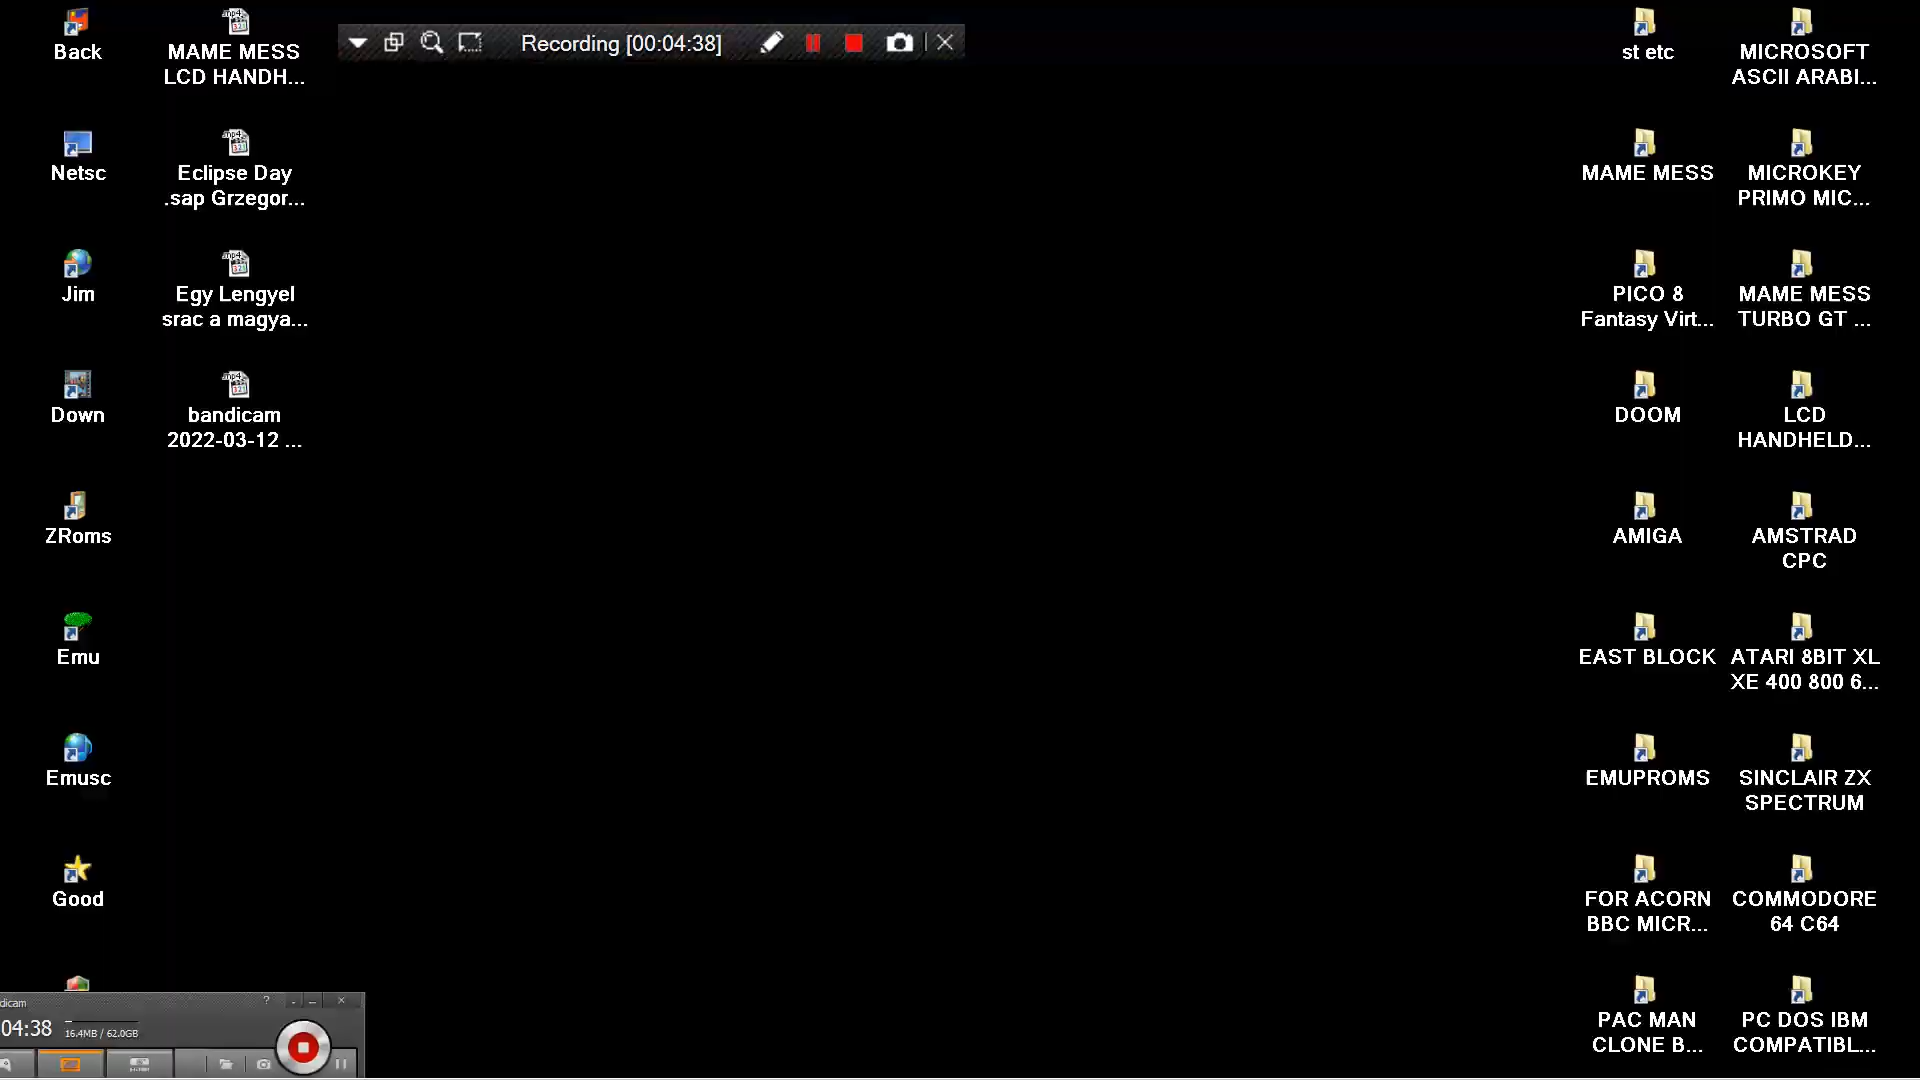 Back
MAME MESS
LCD HANDH...
Recording [00:04:38]
st etc
MICROSOFT
ASCII ARABI...
Netsc
Eclipse Day
.sap Grzegor...
MAME MESS
MICROKEY
PRIMO MIC...
Jim
Egy Lengyel
srac a magya...
PICO 8
Fantasy Virt...
MAME MESS
TURBO GT ...
Down
bandicam
2022-03-12 ...
DOOM
LCD
HANDHELD...
ZRoms
AMIGA
AMSTRAD
CPC
Emu
EAST BLOCK
ATARI 8BIT XL
XE 400 800 6...
Emusc
EMUPROMS
SINCLAIR ZX
SPECTRUM
Good
FOR ACORN
BBC MICR...
COMMODORE
64 C64
dicam
04:38
16.4MB / 62.0GB
PAC MAN
CLONE B...
PC DOS IBM
COMPATIBL...